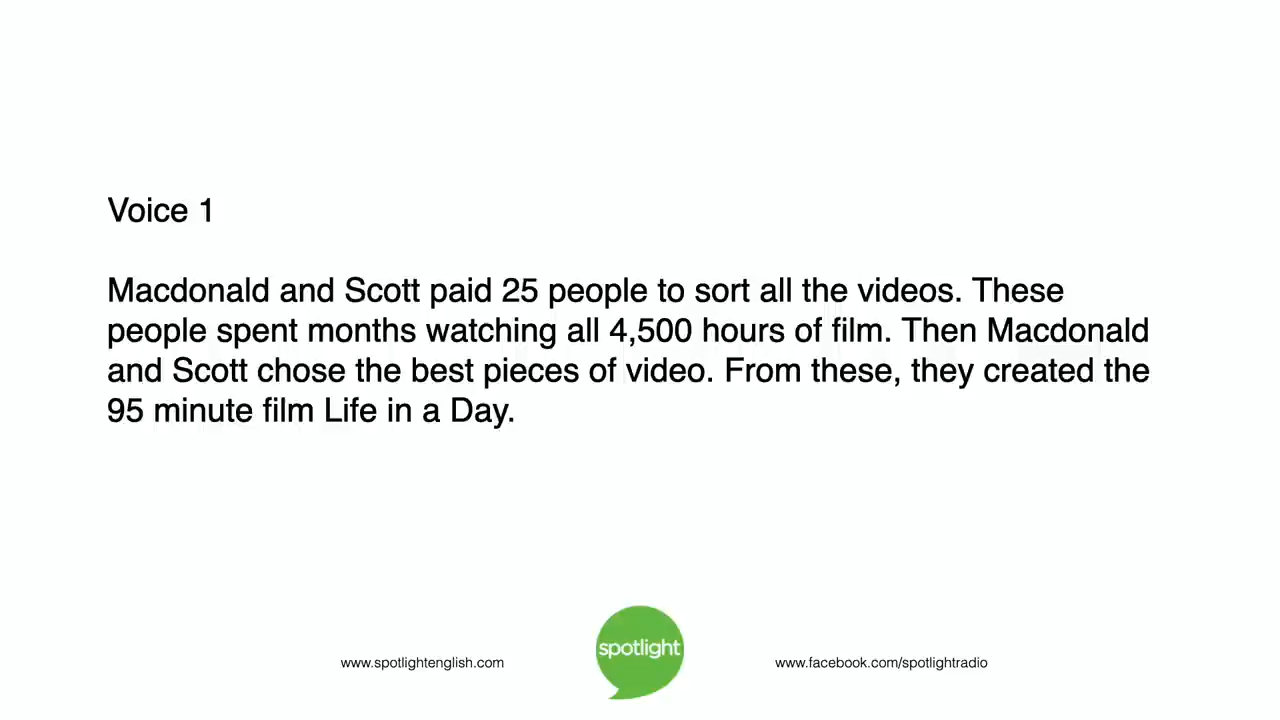 Voice 1
Macdonald and Scott paid 25 people to sort all the videos. These
people spent months watching all 4,500 hours of film. Then Macdonald
and Scott chose the best pieces of video. From these, they created the
95 minute film Life in a Day.
www.spotlightenglish.com
spotlight
www.facebook.com/spotlightradio